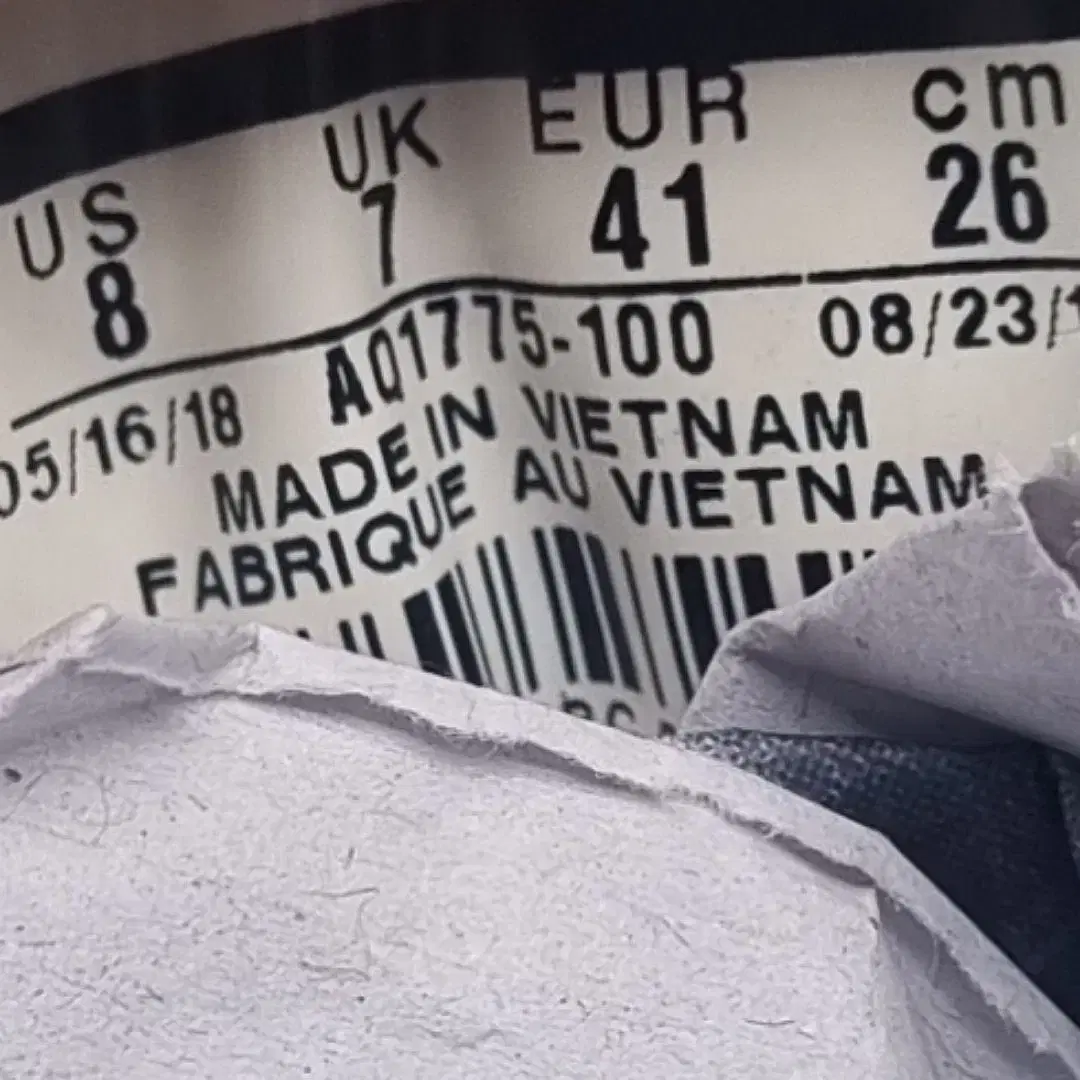 US UK EUR cm
8 7 41 26
05/16/18 AQ1775-100 08/23/1
MADE IN VIETNAM
FABRIQUE AU VIETNAM